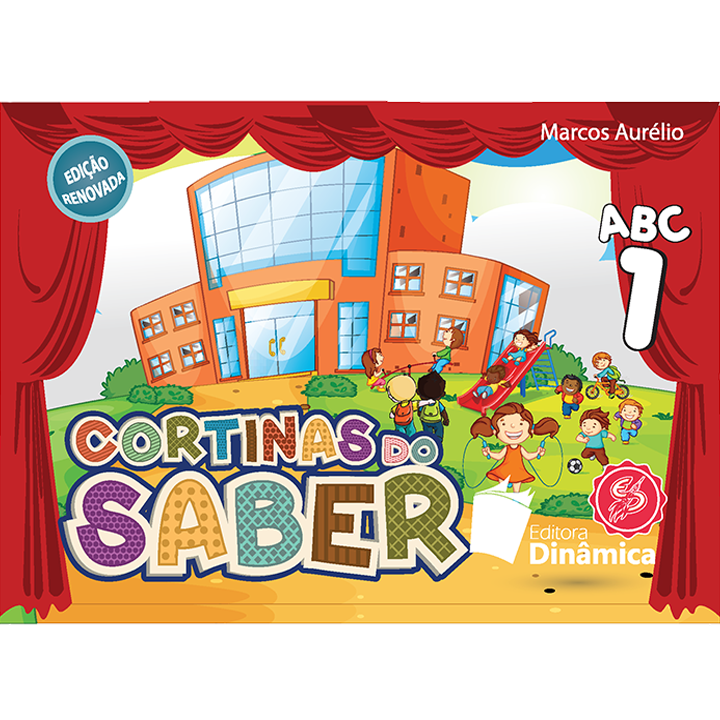 Marcos Aurélio
EDIÇÃO
RENOVADA
ABC
1
CORTINAS DO
SABER
Editora
Dinâmica